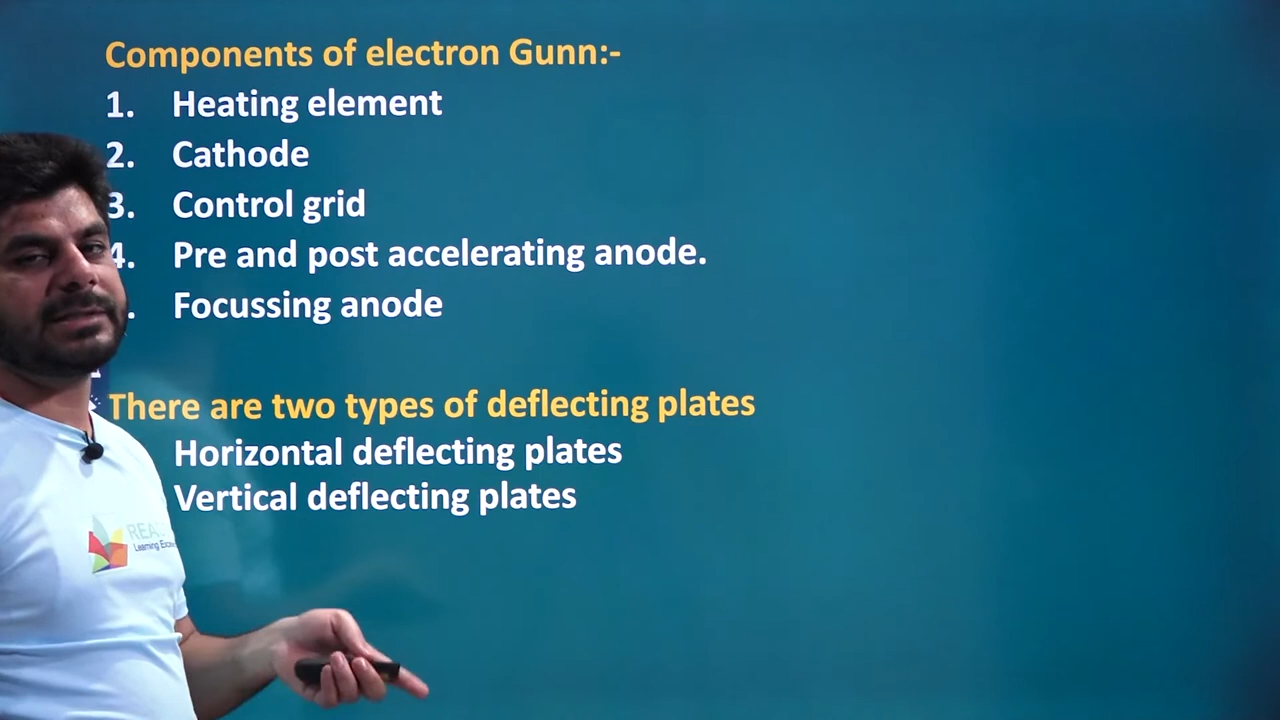 Components of electron Gunn:-
1. Heating element
2. Cathode
3. Control grid
4. Pre and post accelerating anode.
. Focussing anode
There are two types of deflecting plates
Horizontal deflecting plates
Vertical deflecting plates
Learning